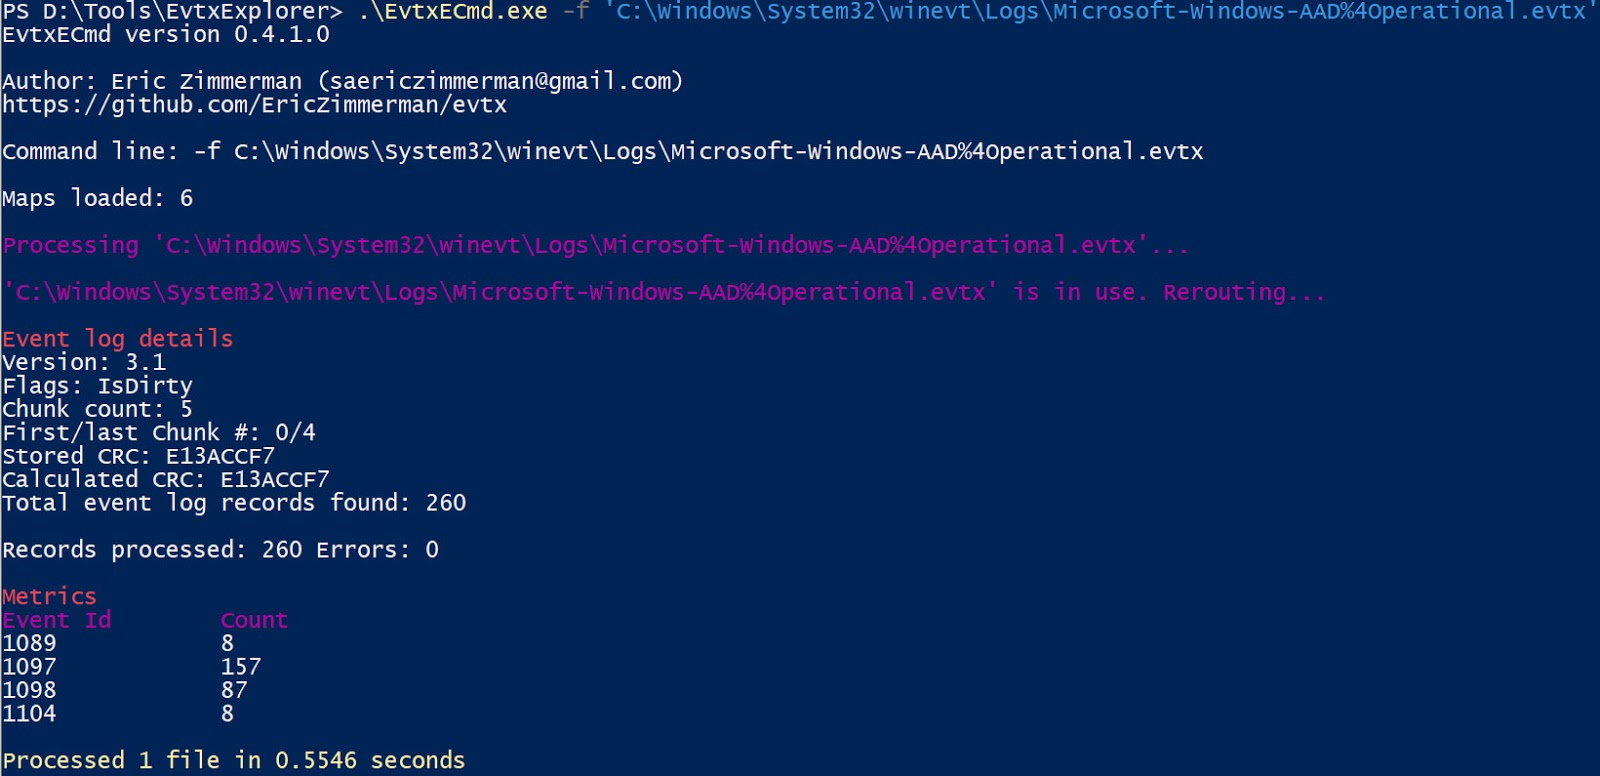 PS D:\Tools\EvtxExplorer> .\EvtxECmd.exe -f 'C:\Windows\System32\winevt\Logs\Microsoft-Windows-AAD%4Operational.evtx'
EvtxECmd version 0.4.1.0
Author: Eric Zimmerman (saericzimmerman@gmail.com)
https://github.com/EricZimmerman/evtx
Command line: -f C:\Windows\System32\winevt\Logs\Microsoft-Windows-AAD%4Operational.evtx
Maps loaded: 6
Processing 'C:\Windows\System32\winevt\Logs\Microsoft-Windows-AAD%4Operational.evtx'...
'C:\Windows\System32\winevt\Logs\Microsoft-Windows-AAD%4Operational.evtx' is in use. Rerouting...
Event log details
Version: 3.1
Flags: IsDirty
Chunk count: 5
First/last Chunk #: 0/4
Stored CRC: E13ACCF7
Calculated CRC: E13ACCF7
Total event log records found: 260
Records processed: 260 Errors: 0
Metrics
Event Id Count
1089 8
1097 157
1098 87
1104 8
Processed 1 file in 0.5546 seconds